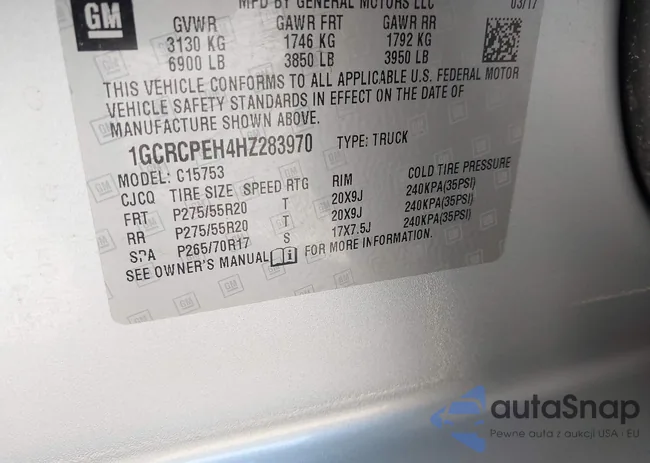 GM
MFD BY GENERAL MOTORS LLC
03/17
GVWR GAWR FRT GAWR RR
3130 KG 1746 KG 1792 KG
6900 LB 3850 LB 3950 LB
THIS VEHICLE CONFORMS TO ALL APPLICABLE U.S. FEDERAL MOTOR
VEHICLE SAFETY STANDARDS IN EFFECT ON THE DATE OF
MANUFACTURE SHOWN ABOVE.
1GCRCPEH4HZ283970 TYPE: TRUCK
MODEL: C15753
CJCQ TIRE SIZE SPEED RTG RIM COLD TIRE PRESSURE
FRT P275/55R20 T 20X9J 240KPA(35PSI)
RR P275/55R20 T 20X9J 240KPA(35PSI)
SPA P265/70R17 S 17X7.5J 240KPA(35PSI)
SEE OWNER'S MANUAL FOR MORE INFORMATION.
autaSnap
Pewne auta z aukcji USA i EU